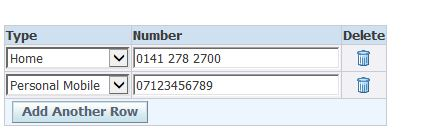 Type Number Delete
Home 0141 278 2700
Personal Mobile 07123456789
Add Another Row